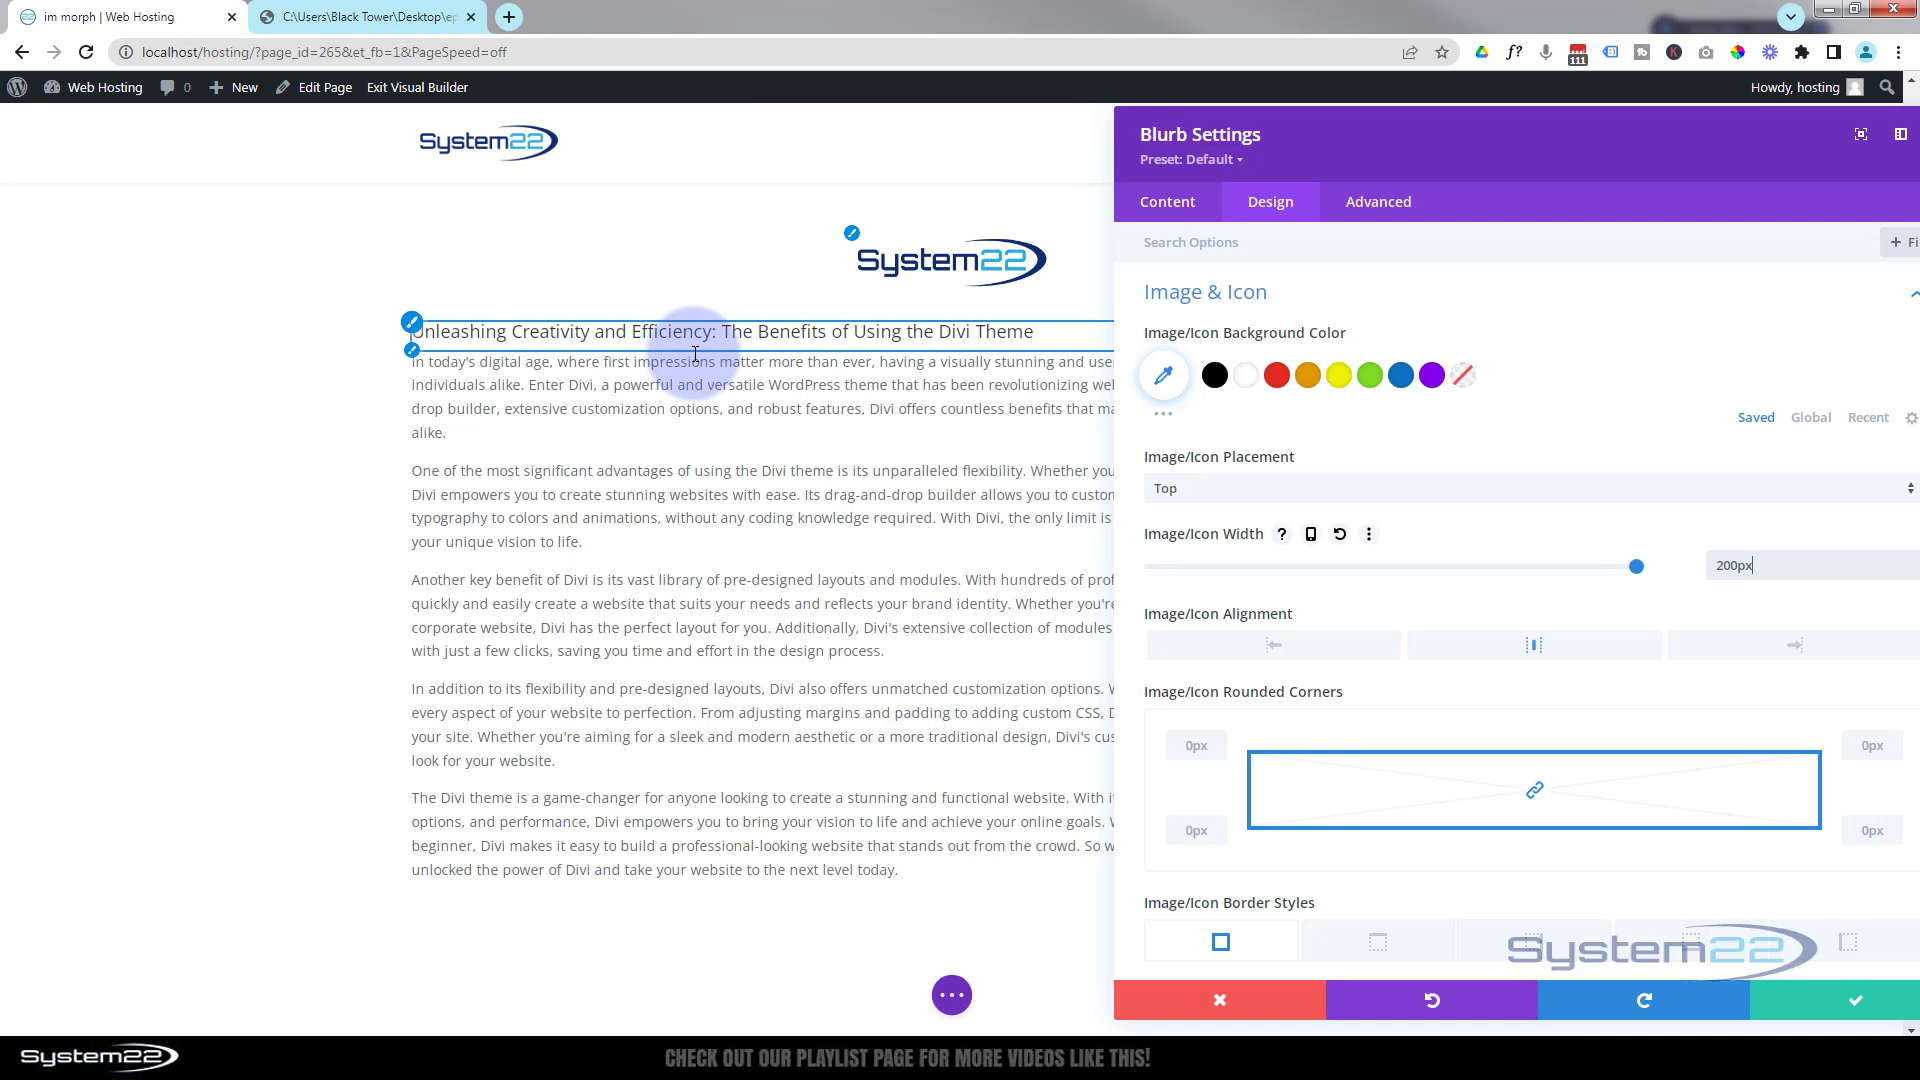 im morph | Web Hosting
C:\Users\Black Tower\Desktop\ep
localhost/hosting/?page_id=265&et_fb=1&PageSpeed=off
f?
111
tb
K
Web Hosting
0
New
Edit Page
Exit Visual Builder
Howdy, hosting
System22
System22
Unleashing Creativity and Efficiency: The Benefits of Using the Divi Theme
In today's digital age, where first impressions matter more than ever, having a visually stunning and use
individuals alike. Enter Divi, a powerful and versatile WordPress theme that has been revolutionizing we
drop builder, extensive customization options, and robust features, Divi offers countless benefits that ma
alike.
One of the most significant advantages of using the Divi theme is its unparalleled flexibility. Whether you
Divi empowers you to create stunning websites with ease. Its drag-and-drop builder allows you to custom
typography to colors and animations, without any coding knowledge required. With Divi, the only limit is
your unique vision to life.
Another key benefit of Divi is its vast library of pre-designed layouts and modules. With hundreds of prof
quickly and easily create a website that suits your needs and reflects your brand identity. Whether you're
corporate website, Divi has the perfect layout for you. Additionally, Divi's extensive collection of modules
with just a few clicks, saving you time and effort in the design process.
In addition to its flexibility and pre-designed layouts, Divi also offers unmatched customization options. W
every aspect of your website to perfection. From adjusting margins and padding to adding custom CSS, D
your site. Whether you're aiming for a sleek and modern aesthetic or a more traditional design, Divi's cus
look for your website.
The Divi theme is a game-changer for anyone looking to create a stunning and functional website. With i
options, and performance, Divi empowers you to bring your vision to life and achieve your online goals. W
beginner, Divi makes it easy to build a professional-looking website that stands out from the crowd. So w
unlocked the power of Divi and take your website to the next level today.
Blurb Settings
Preset: Default
Content
Design
Advanced
Search Options
+ Fi
Image & Icon
Image/Icon Background Color
Saved
Global
Recent
Image/Icon Placement
Top
Image/Icon Width
?
200px
Image/Icon Alignment
Image/Icon Rounded Corners
0px
0px
0px
0px
Image/Icon Border Styles
System22
System22
CHECK OUT OUR PLAYLIST PAGE FOR MORE VIDEOS LIKE THIS!